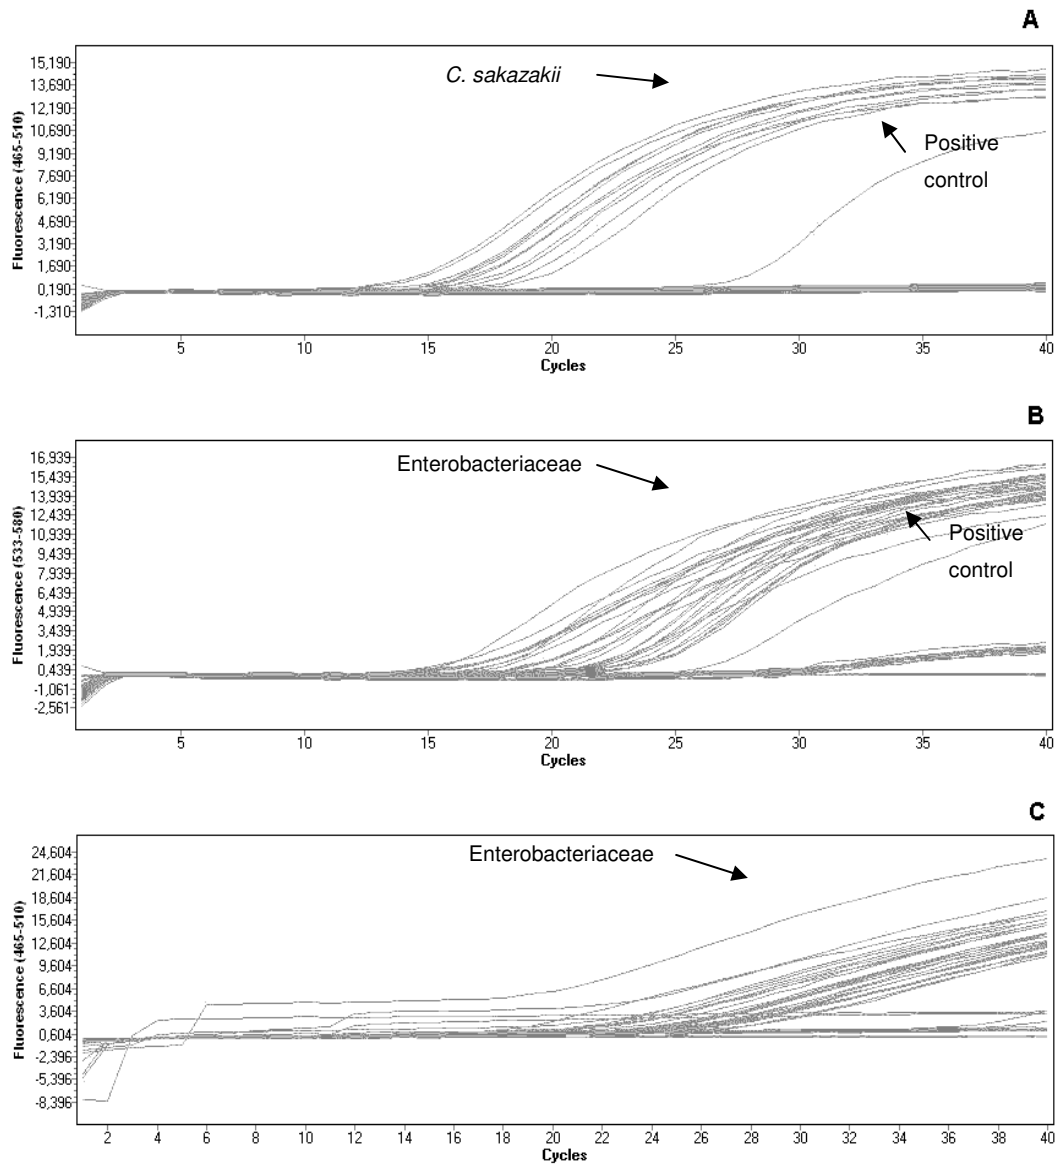 A
15,190
13,690
12,190
10,690
9,190
7,690
6,190
4,690
3,190
1,690
0,190
-1,310
Fluorescence (465-510)
C. sakazakii
Positive
control
5 10 15 20 25 30 35 40
Cycles
B
16,939
15,439
13,939
12,439
10,939
9,439
7,939
6,439
4,939
3,439
1,939
0,439
-1,061
-2,561
Fluorescence (533-580)
Enterobacteriaceae
Positive
control
5 10 15 20 25 30 35 40
Cycles
C
24,604
21,604
18,604
15,604
12,604
9,604
6,604
3,604
0,604
-2,396
-5,396
-8,396
Fluorescence (465-510)
Enterobacteriaceae
2 4 6 8 10 12 14 16 18 20 22 24 26 28 30 32 34 36 38 40
Cycles